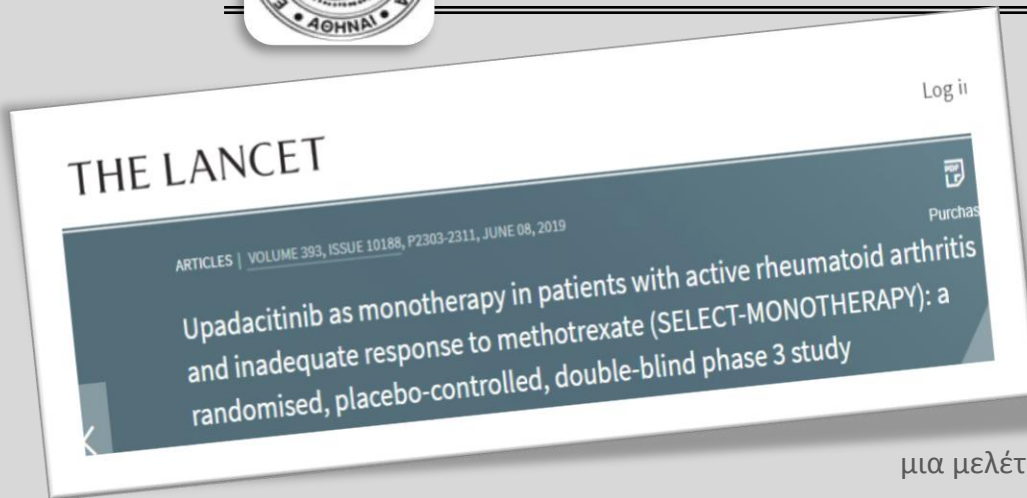 ΑΘΗΝΑΙ
Log i
THE LANCET
PDF
Purchas
ARTICLES | VOLUME 393, ISSUE 10188, P2303-2311, JUNE 08, 2019
Upadacitinib as monotherapy in patients with active rheumatoid arthritis
and inadequate response to methotrexate (SELECT-MONOTHERAPY): a
randomised, placebo-controlled, double-blind phase 3 study
μια μελέτ